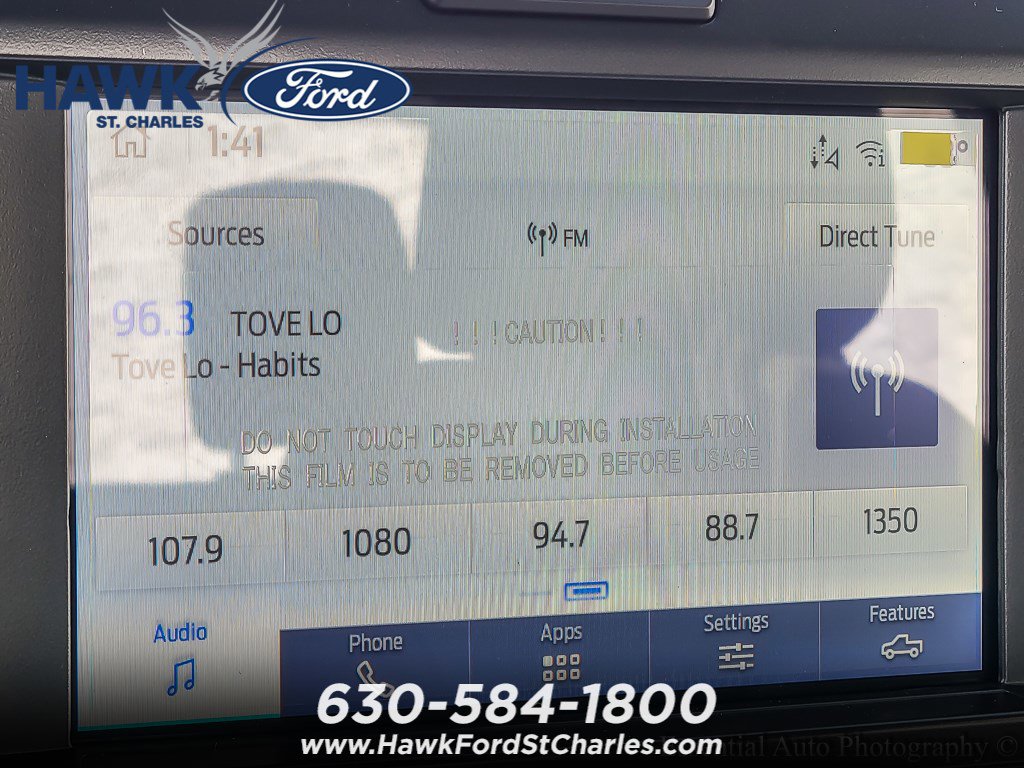 HAWK Ford
ST. CHARLES
1:41
Sources FM Direct Tune
96.3 TOVE LO
Tove Lo - Habits
! ! ! CAUTION ! ! !
DO NOT TOUCH DISPLAY DURING INSTALLATION
THIS FILM IS TO BE REMOVED BEFORE USAGE
107.9 1080 94.7 88.7 1350
Audio Phone Apps Settings Features
630-584-1800
www.HawkFordStCharles.com
Auto Photography ©